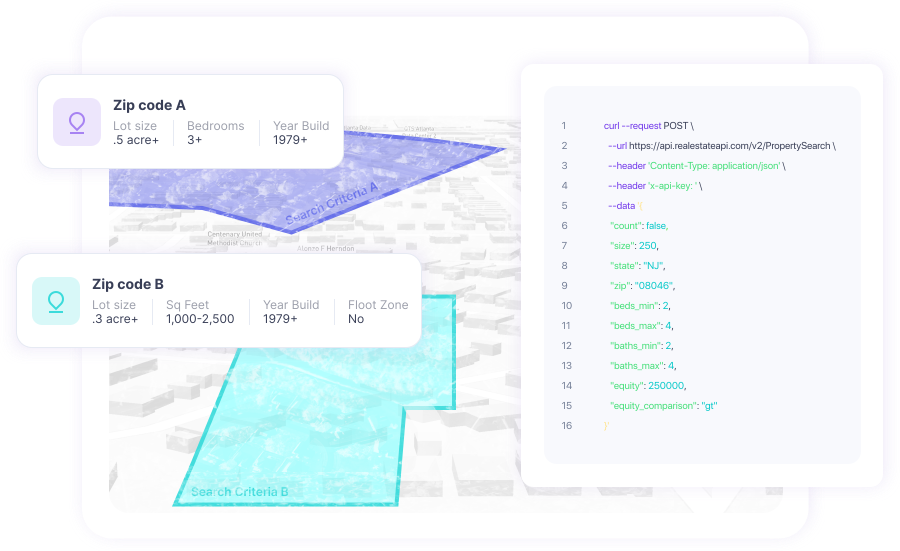 Zip code A
Lot size Bedrooms Year Build
.5 acre+ 3+ 1979+
Search Criteria A
Centenary United
Methodist Church
Alonzo F Herndon
Zip code B
Lot size Sq Feet Year Build Floot Zone
.3 acre+ 1,000-2,500 1979+ No
Search Criteria B
1 curl --request POST \
2 --url https://api.realestateapi.com/v2/PropertySearch \
3 --header 'Content-Type: application/json' \
4 --header 'x-api-key: ' \
5 --data '{
6 "count": false,
7 "size": 250,
8 "state": "NJ",
9 "zip": "08046",
10 "beds_min": 2,
11 "beds_max": 4,
12 "baths_min": 2,
13 "baths_max": 4,
14 "equity": 250000,
15 "equity_comparison": "gt"
16 }'